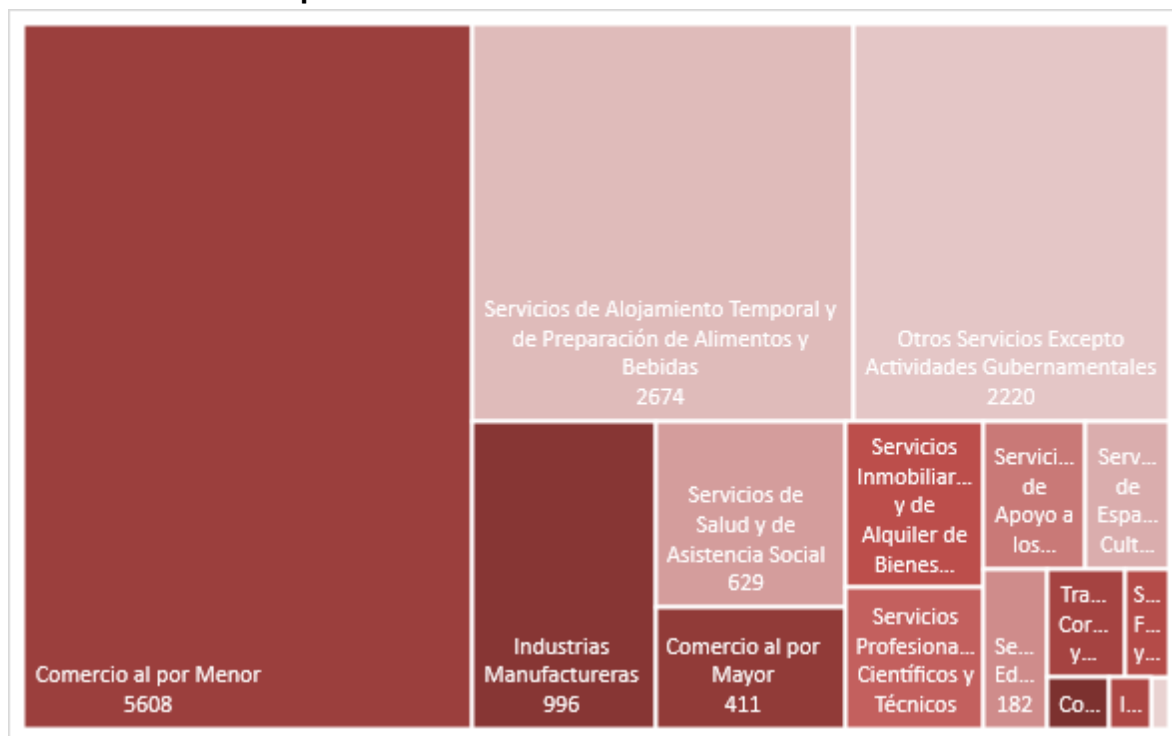 Comercio al por Menor
5608
Servicios de Alojamiento Temporal y
de Preparación de Alimentos y
Bebidas
2674
Otros Servicios Excepto
Actividades Gubernamentales
2220
Industrias
Manufactureras
996
Servicios de
Salud y de
Asistencia Social
629
Comercio al por
Mayor
411
Servicios
Inmobiliar...
y de
Alquiler de
Bienes...
Servicios
Profesiona...
Científicos y
Técnicos
Servici...
de
Apoyo a
los...
Serv...
de
Espa...
Cult...
Se...
Ed...
182
Tra...
Cor...
y...
S...
F...
y...
Co...
I...